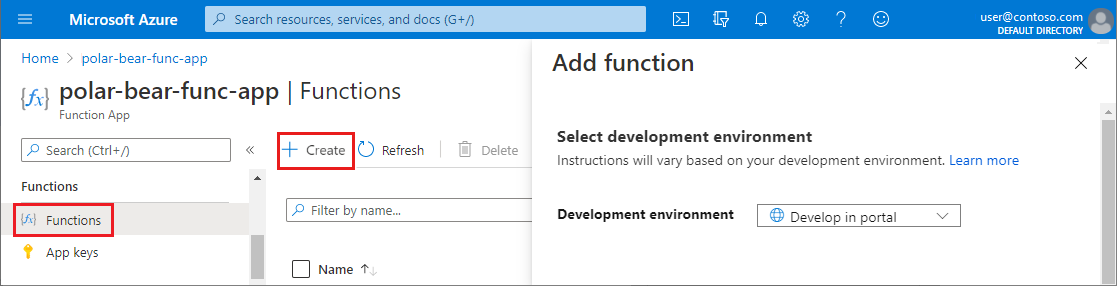 Microsoft Azure
Search resources, services, and docs (G+/)
user@contoso.com
DEFAULT DIRECTORY
Home > polar-bear-func-app
{fx} polar-bear-func-app | Functions
Function App
Search (Ctrl+/)
«
Functions
{fx} Functions
App keys
+ Create
Refresh
Delete
Filter by name...
Name ↑↓
Add function
Select development environment
Instructions will vary based on your development environment. Learn more
Development environment
Develop in portal